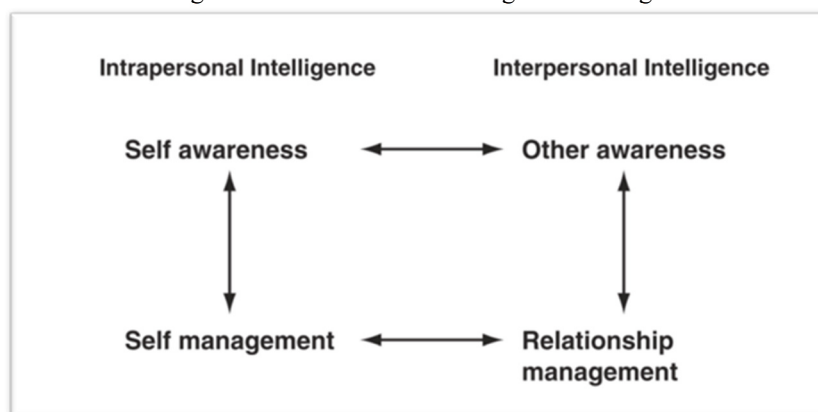 Intrapersonal Intelligence
Interpersonal Intelligence
Self awareness
Other awareness
Self management
Relationship
management